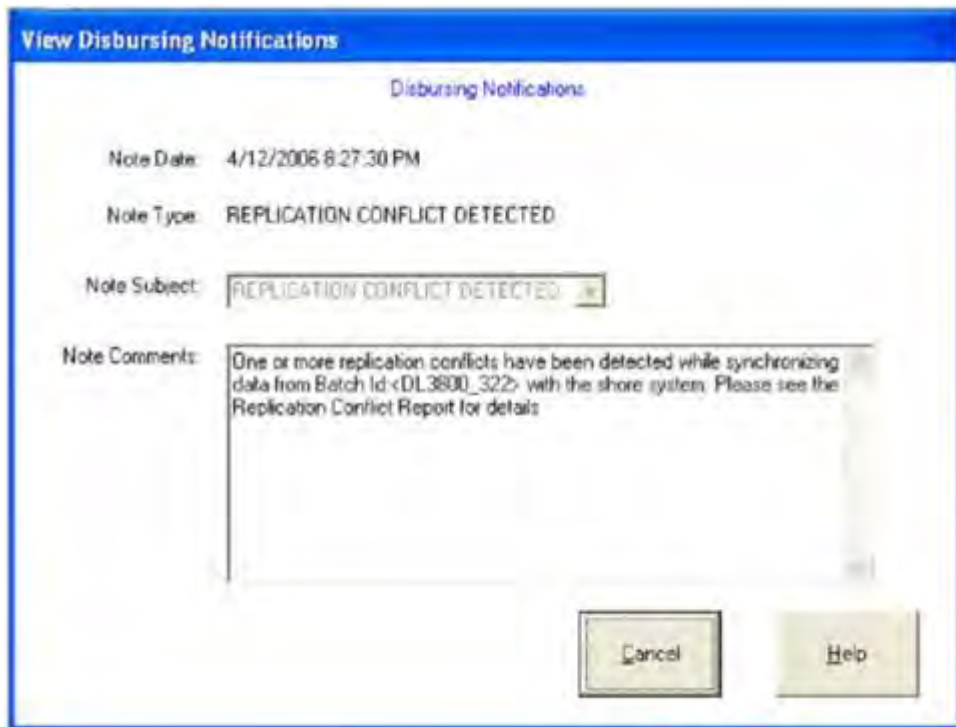 View Disbursing Notifications
Disbursing Notifications
Note Date: 4/12/2006 8:27:30 PM
Note Type: REPLICATION CONFLICT DETECTED
Note Subject: REPLICATION CONFLICT DETECTED
Note Comments: One or more replication conflicts have been detected while synchronizing
data from Batch Id <DL3800_322> with the shore system. Please see the
Replication Conflict Report for details
Cancel
Help